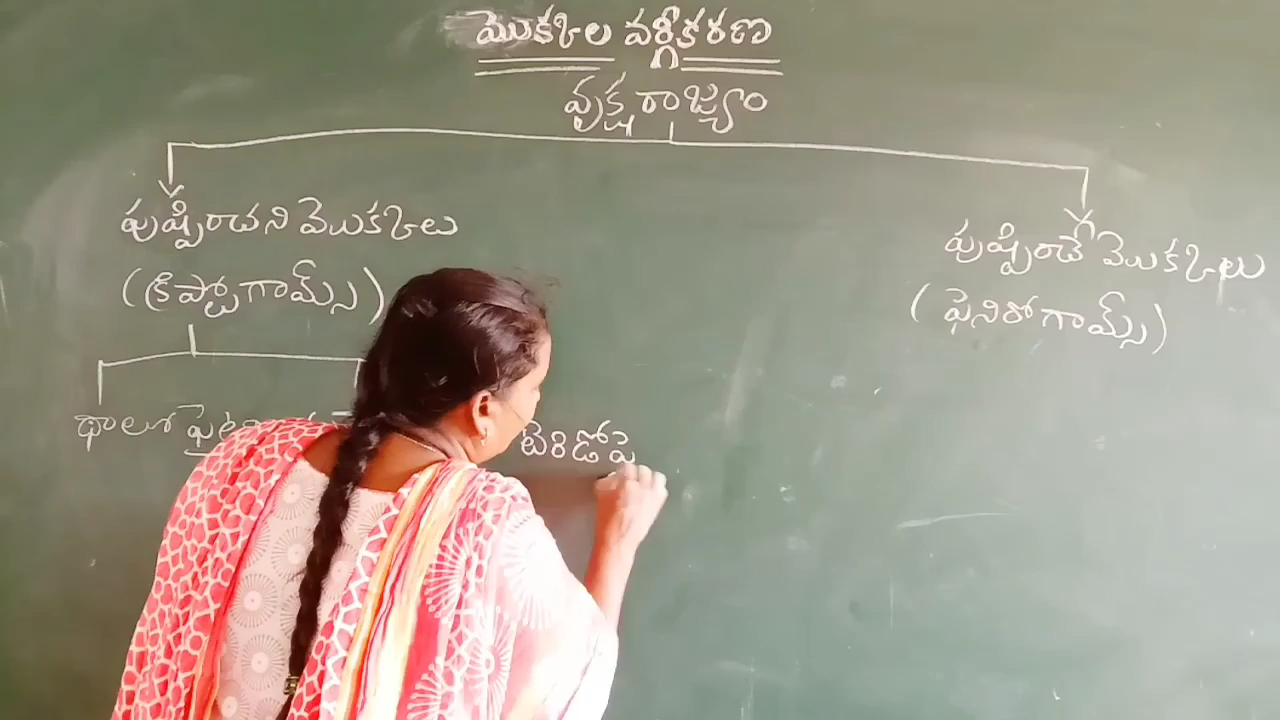 మొక్కల వర్గీకరణ
వృక్షరాజ్యం
పుష్పించని మొక్కలు
పుష్పించే మొక్కలు
(క్రిప్టోగామ్స్)
(ఫెనిరోగామ్స్)
థాలో టెరిడోఫై